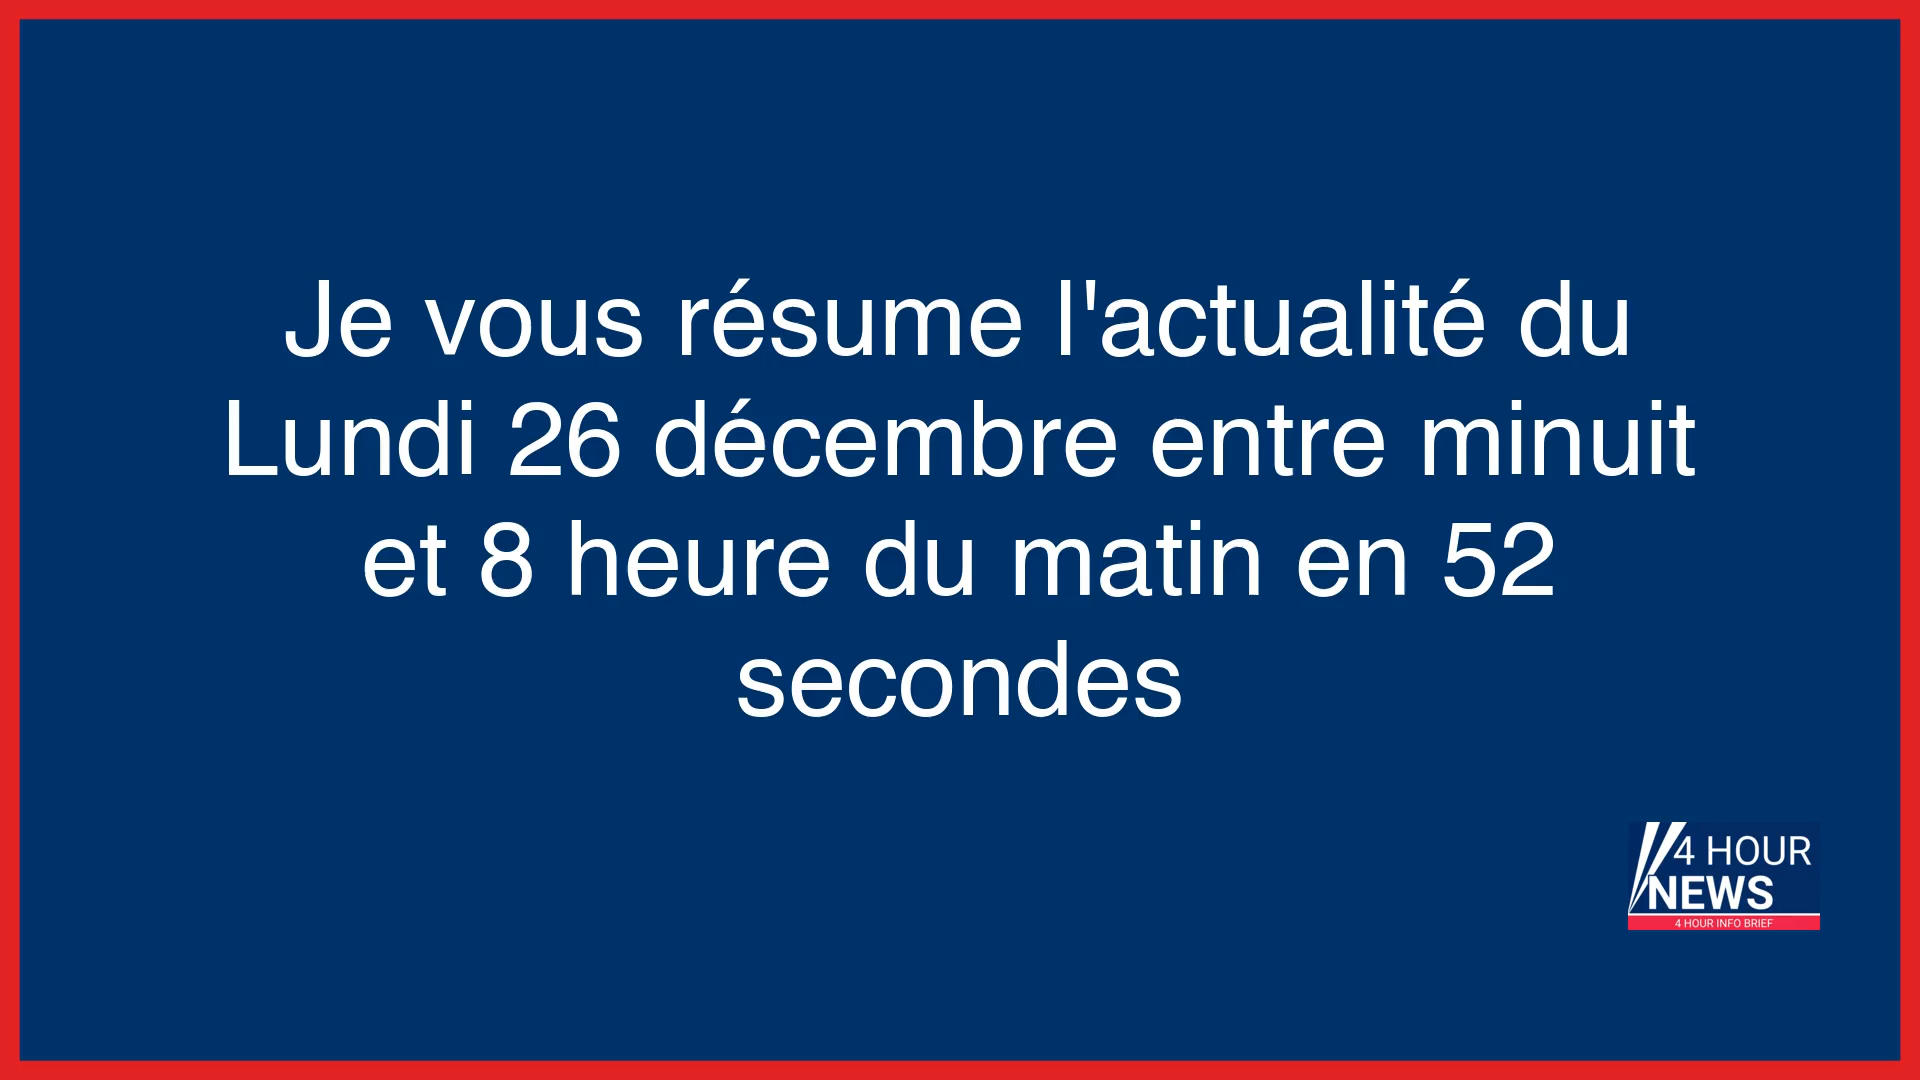 Je vous résume l'actualité du
Lundi 26 décembre entre minuit
et 8 heure du matin en 52
secondes
4 HOUR
NEWS
4 HOUR INFO BRIEF